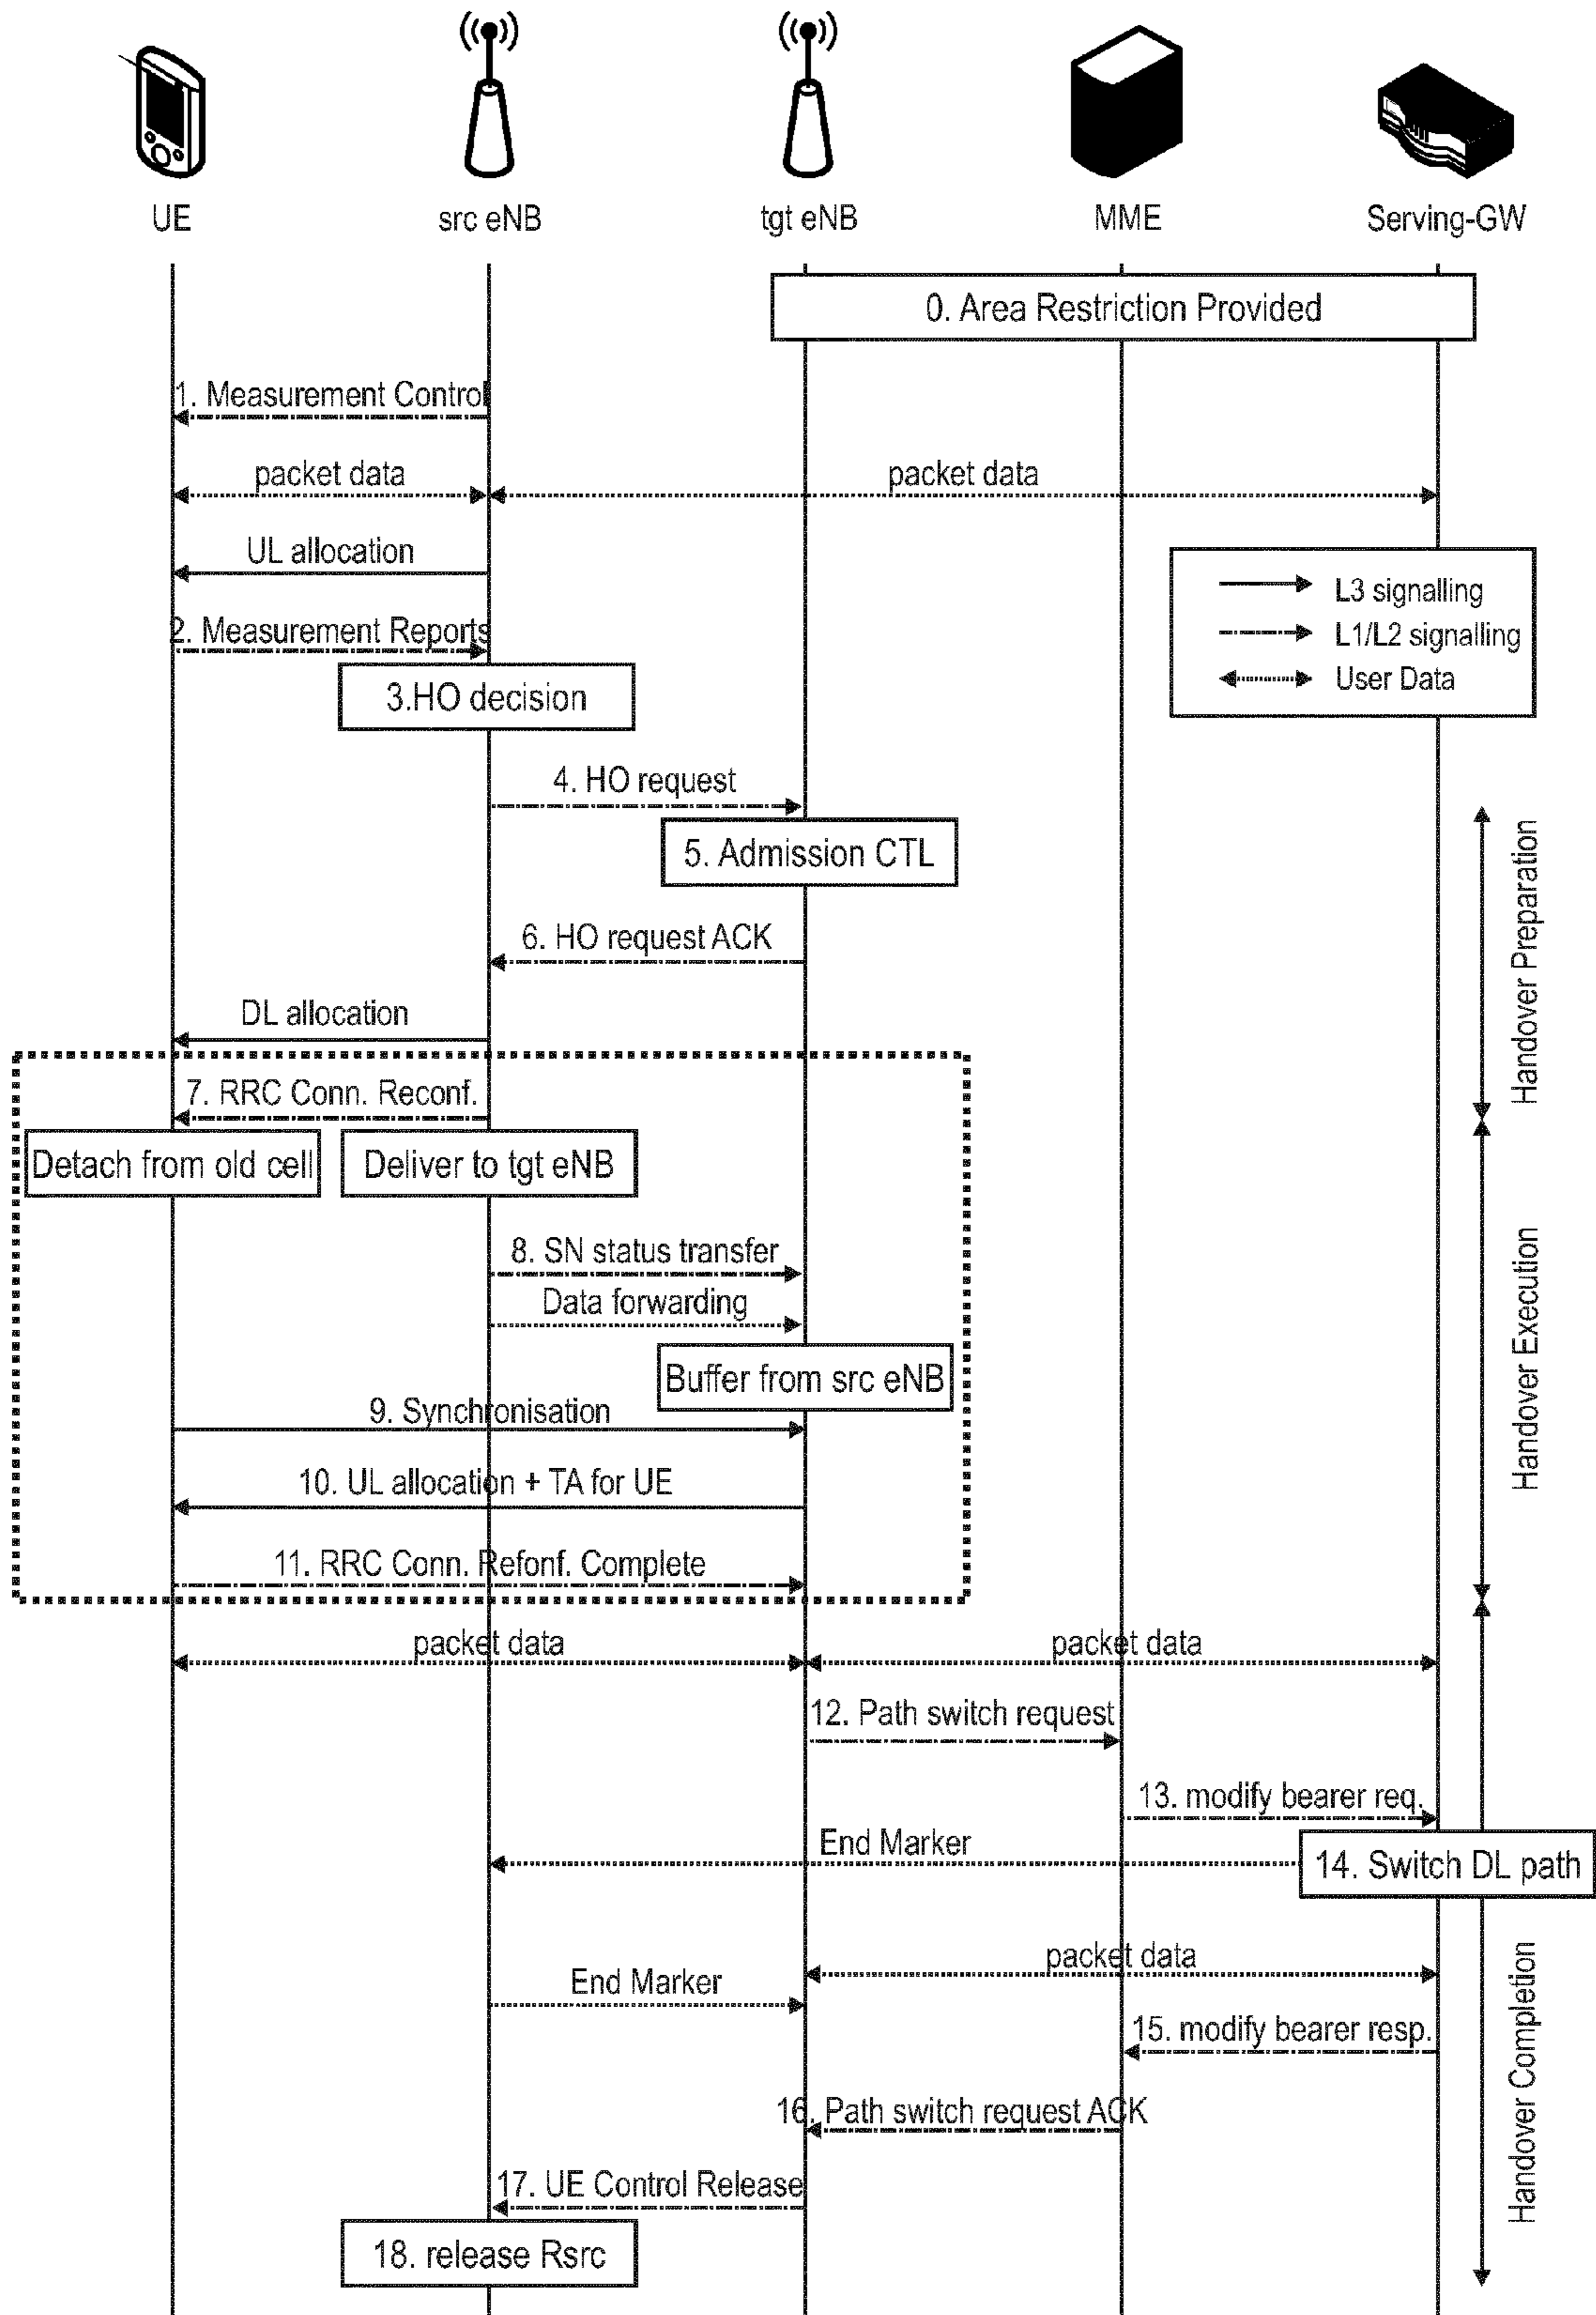 UE
src eNB
tgt eNB
MME
Serving-GW
0. Area Restriction Provided
1. Measurement Control
packet data
packet data
UL allocation
L3 signalling
L1/L2 signalling
User Data
2. Measurement Reports
3.HO decision
4. HO request
5. Admission CTL
6. HO request ACK
DL allocation
Handover Preparation
7. RRC Conn. Reconf.
Detach from old cell
Deliver to tgt eNB
8. SN status transfer
Data forwarding
Buffer from src eNB
9. Synchronisation
10. UL allocation + TA for UE
11. RRC Conn. Refonf. Complete
Handover Execution
packet data
packet data
12. Path switch request
13. modify bearer req.
End Marker
14. Switch DL path
packet data
End Marker
15. modify bearer resp.
16. Path switch request ACK
17. UE Control Release
18. release Rsrc
Handover Completion